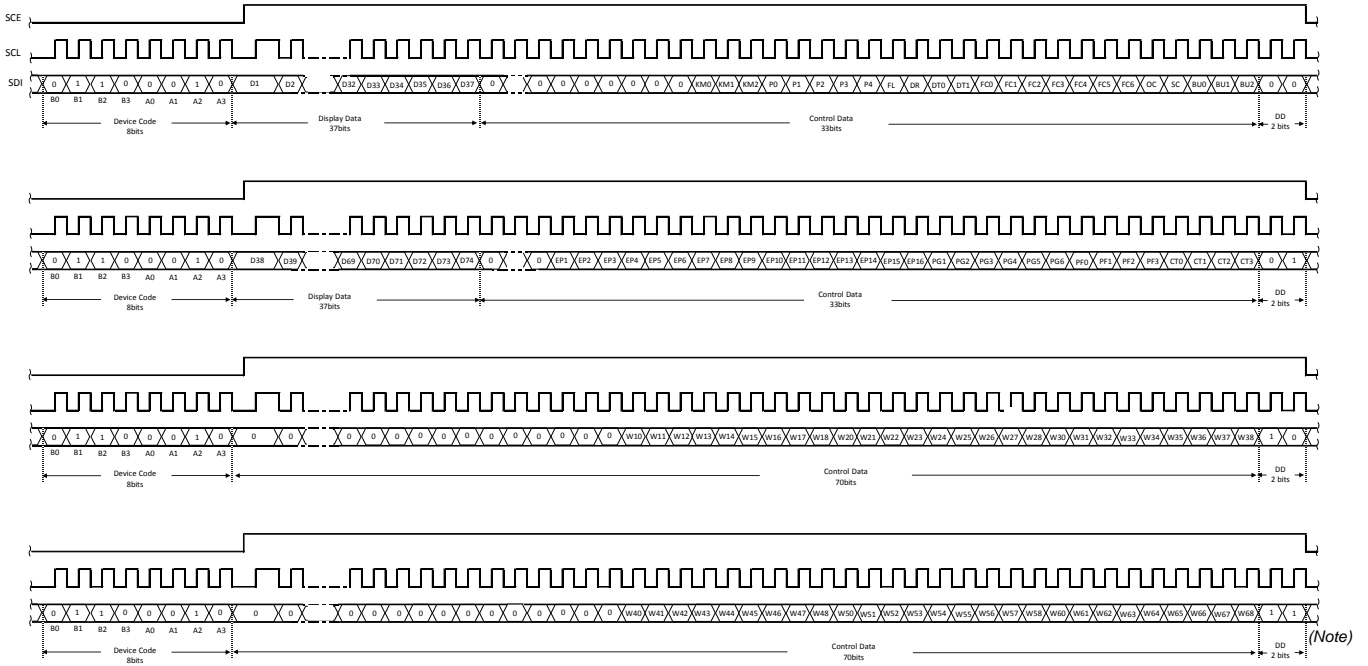 SCE
SCL
SDI 0 1 1 0 0 0 1 0 D1 D2 D32 D33 D34 D35 D36 D37 0 0 0 0 0 0 0 0 KM0 KM1 KM2 P0 P1 P2 P3 P4 FL DR DT0 DT1 FC0 FC1 FC2 FC3 FC4 FC5 FC6 OC SC BU0 BU1 BU2 0 0
B0 B1 B2 B3 A0 A1 A2 A3
Device Code Display Data Control Data DD
8bits 37bits 33bits 2 bits
0 1 1 0 0 0 1 0 D38 D39 D69 D70 D71 D72 D73 D74 0 0 EP1 EP2 EP3 EP4 EP5 EP6 EP7 EP8 EP9 EP10 EP11 EP12 EP13 EP14 EP15 EP16 PG1 PG2 PG3 PG4 PG5 PG6 PF0 PF1 PF2 PF3 CT0 CT1 CT2 CT3 0 1
B0 B1 B2 B3 A0 A1 A2 A3
Device Code Display Data Control Data DD
8bits 37bits 33bits 2 bits
0 1 1 0 0 0 1 0 0 0 0 0 0 0 0 0 0 0 0 0 0 0 W10 W11 W12 W13 W14 W15 W16 W17 W18 W20 W21 W22 W23 W24 W25 W26 W27 W28 W30 W31 W32 W33 W34 W35 W36 W37 W38 1 0
B0 B1 B2 B3 A0 A1 A2 A3
Device Code Control Data DD
8bits 70bits 2 bits
0 1 1 0 0 0 1 0 0 0 0 0 0 0 0 0 0 0 0 0 0 0 W40 W41 W42 W43 W44 W45 W46 W47 W48 W50 W51 W52 W53 W54 W55 W56 W57 W58 W60 W61 W62 W63 W64 W65 W66 W67 W68 1 1
B0 B1 B2 B3 A0 A1 A2 A3 (Note)
Device Code Control Data DD
8bits 70bits 2 bits